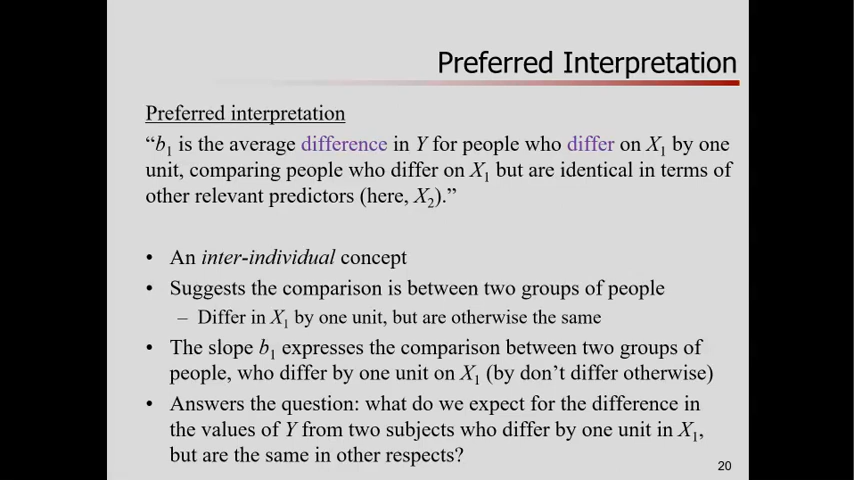 Preferred Interpretation
Preferred interpretation
“b₁ is the average difference in Y for people who differ on X₁ by one
unit, comparing people who differ on X₁ but are identical in terms of
other relevant predictors (here, X₂).”
• An inter-individual concept
• Suggests the comparison is between two groups of people
– Differ in X₁ by one unit, but are otherwise the same
• The slope b₁ expresses the comparison between two groups of
people, who differ by one unit on X₁ (by don’t differ otherwise)
• Answers the question: what do we expect for the difference in
the values of Y from two subjects who differ by one unit in X₁,
but are the same in other respects?
20